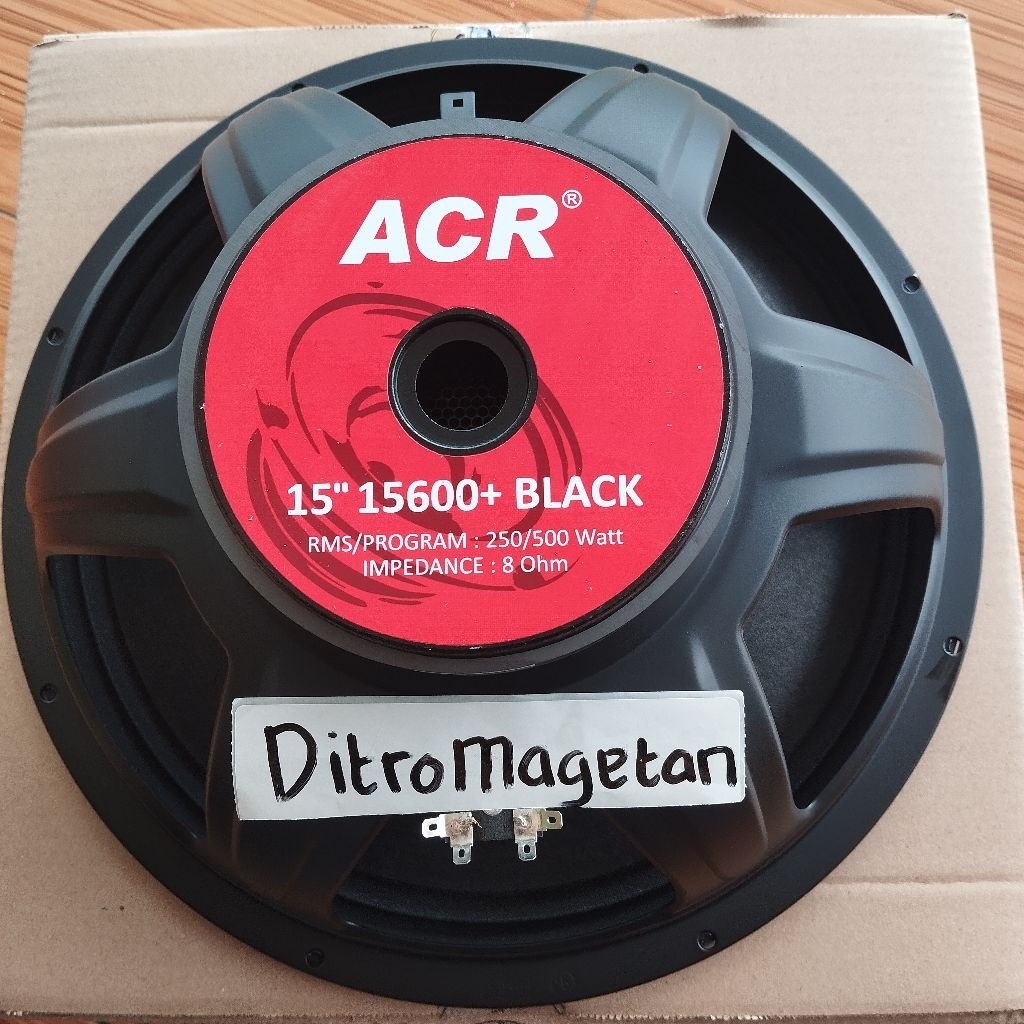 ACR®
15" 15600+ BLACK
RMS/PROGRAM : 250/500 Watt
IMPEDANCE : 8 Ohm
DitroMagetan